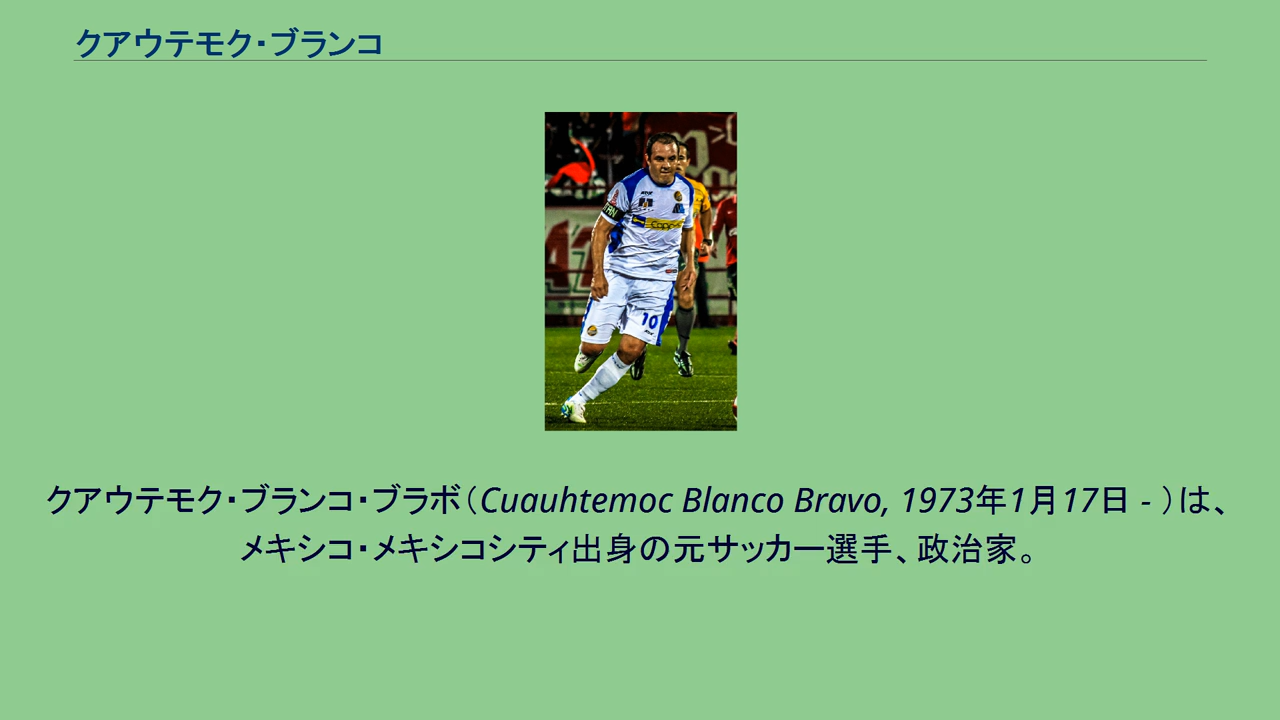 クアウテモク・ブランコ
10
クアウテモク・ブランコ・ブラボ（Cuauhtemoc Blanco Bravo, 1973年1月17日 - ）は、
メキシコ・メキシコシティ出身の元サッカー選手、政治家。